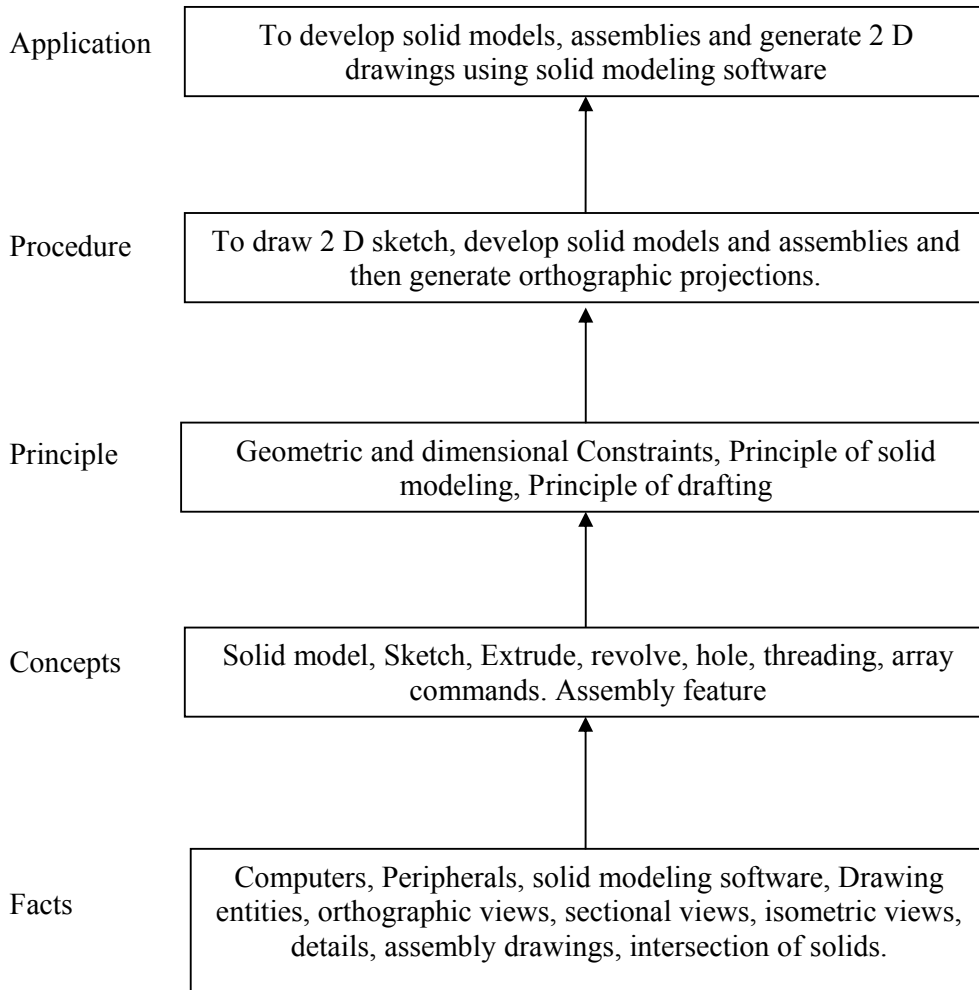 Application
To develop solid models, assemblies and generate 2 D
drawings using solid modeling software
Procedure
To draw 2 D sketch, develop solid models and assemblies and
then generate orthographic projections.
Principle
Geometric and dimensional Constraints, Principle of solid
modeling, Principle of drafting
Concepts
Solid model, Sketch, Extrude, revolve, hole, threading, array
commands. Assembly feature
Facts
Computers, Peripherals, solid modeling software, Drawing
entities, orthographic views, sectional views, isometric views,
details, assembly drawings, intersection of solids.